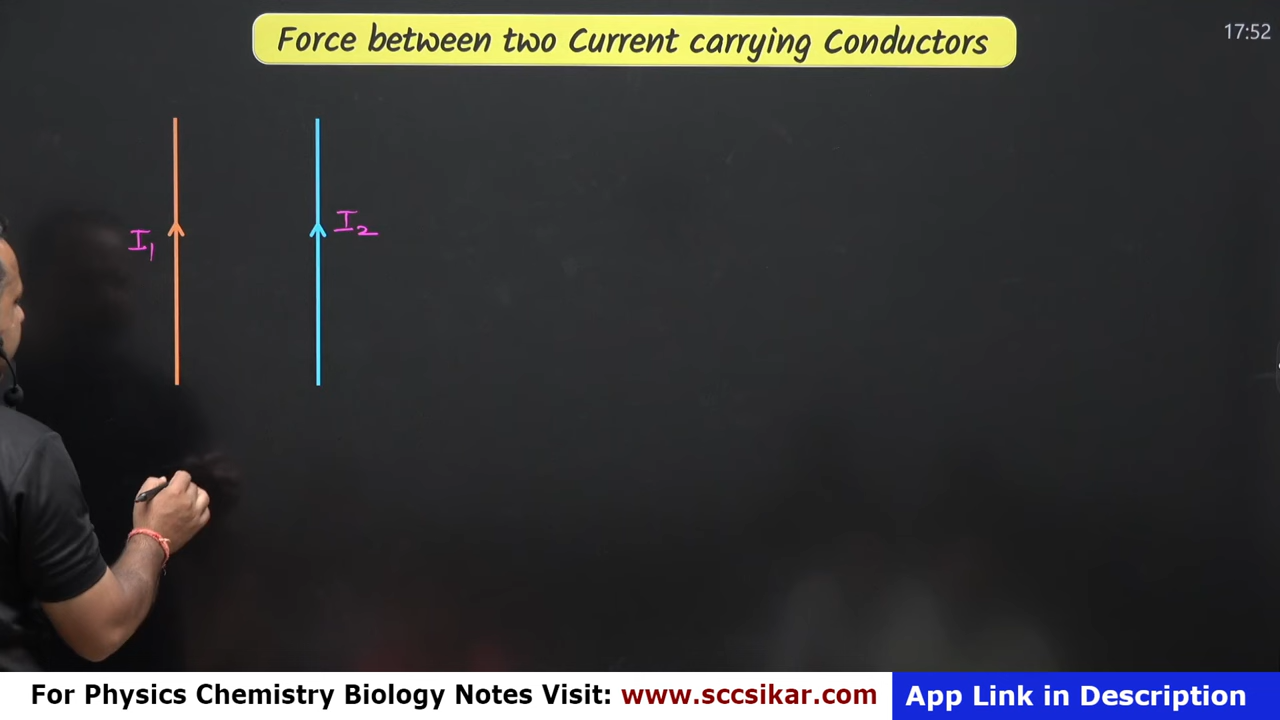 Force between two Current carrying Conductors
17:52
I₁
I₂
For Physics Chemistry Biology Notes Visit: www.sccsikar.com
App Link in Description